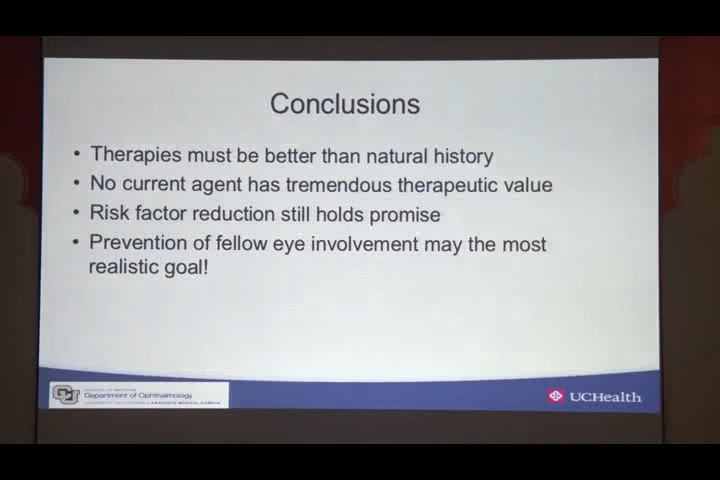 Conclusions
• Therapies must be better than natural history
• No current agent has tremendous therapeutic value
• Risk factor reduction still holds promise
• Prevention of fellow eye involvement may the most
realistic goal!
Department of Ophthalmology
UCHealth